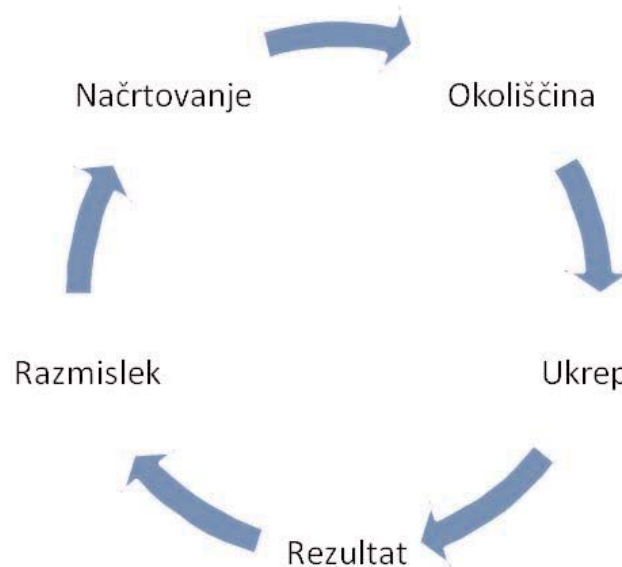 Načrtovanje
Okoliščina
Ukrep
Rezultat
Razmislek